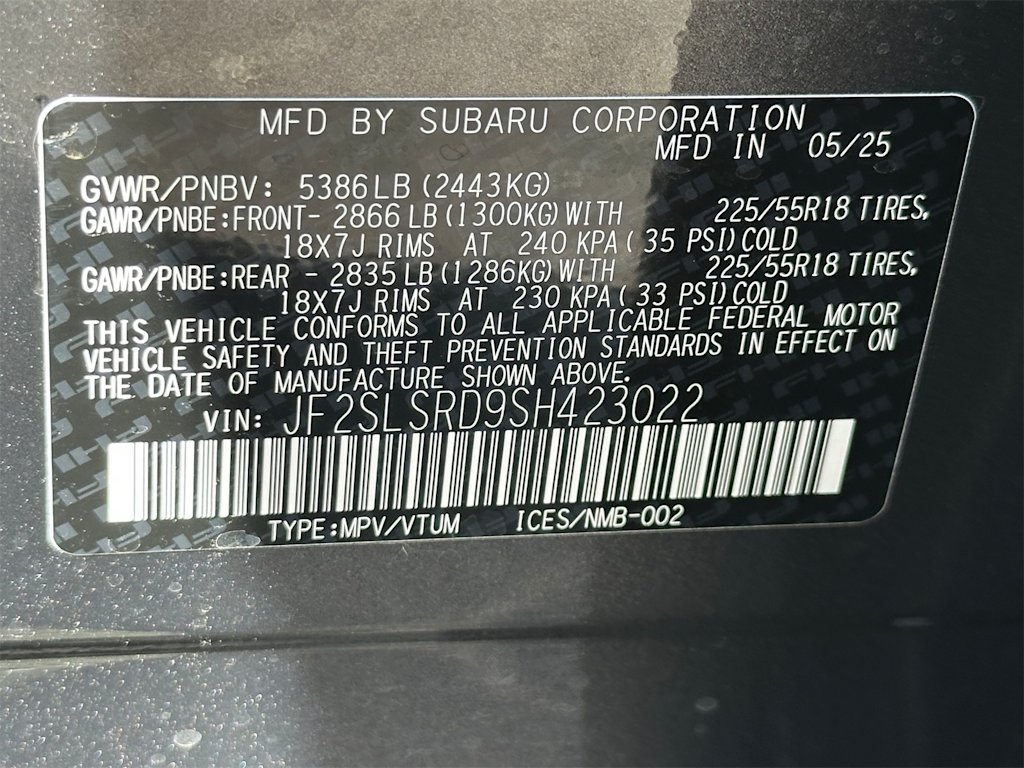 MFD BY SUBARU CORPORATION
MFD IN 05/25
GVWR/PNBV: 5386LB(2443KG)
GAWR/PNBE:FRONT- 2866 LB(1300KG)WITH 225/55R18 TIRES,
18X7J RIMS AT 240 KPA( 35 PSI)COLD
GAWR/PNBE:REAR - 2835 LB(1286KG)WITH 225/55R18 TIRES,
18X7J RIMS AT 230 KPA( 33 PSI)COLD
THIS VEHICLE CONFORMS TO ALL APPLICABLE FEDERAL MOTOR
VEHICLE SAFETY AND THEFT PREVENTION STANDARDS IN EFFECT ON
THE DATE OF MANUFACTURE SHOWN ABOVE.
VIN: JF2SLSRD9SH423022
TYPE:MPV/VTUM ICES/NMB-002